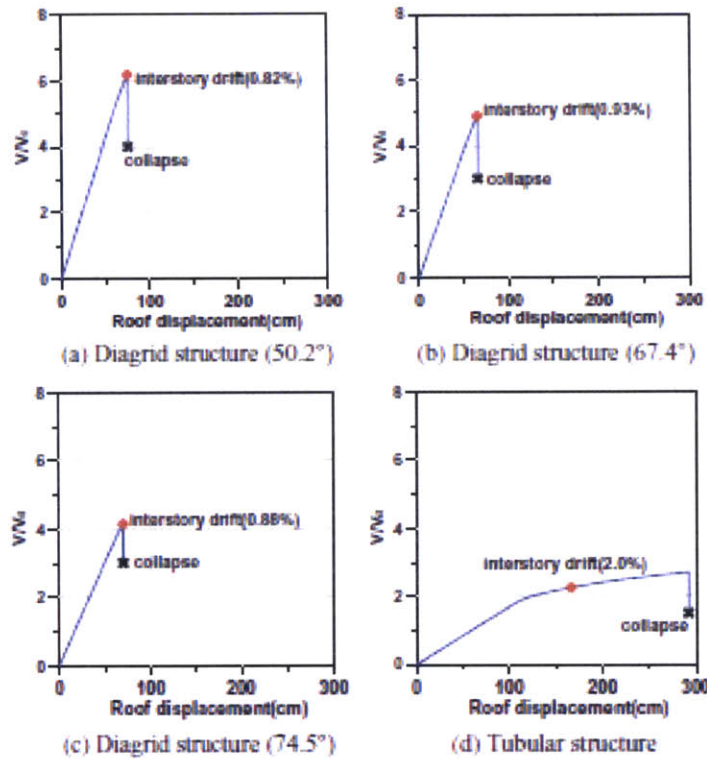 8
6
4
2
0
V/Vd
interstory drift(0.82%)
collapse
0 100 200 300
Roof displacement(cm)
(a) Diagrid structure (50.2°)
8
6
4
2
0
V/Vd
interstory drift(0.93%)
collapse
0 100 200 300
Roof displacement(cm)
(b) Diagrid structure (67.4°)
8
6
4
2
0
V/Vd
interstory drift(0.88%)
collapse
0 100 200 300
Roof displacement(cm)
(c) Diagrid structure (74.5°)
8
6
4
2
0
V/Vd
interstory drift(2.0%)
collapse
0 100 200 300
Roof displacement(cm)
(d) Tubular structure